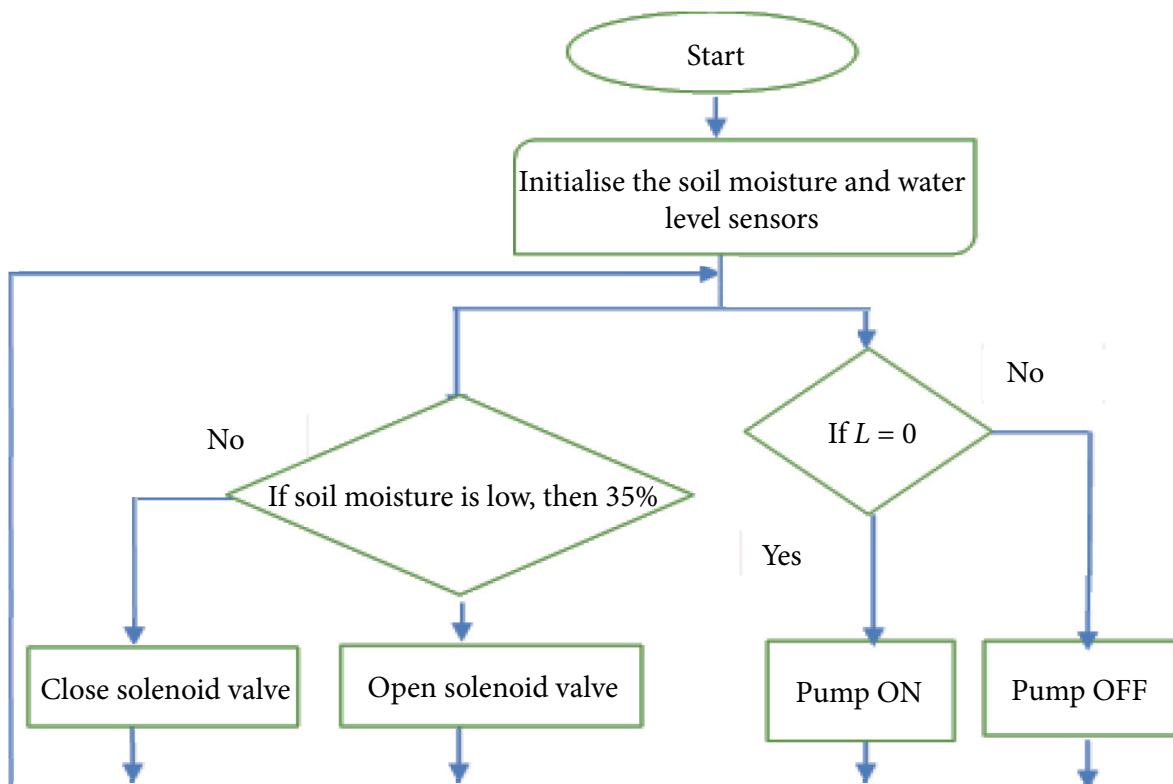 Start
Initialise the soil moisture and water
level sensors
No
If soil moisture is low, then 35%
No
If L = 0
Yes
Close solenoid valve
Open solenoid valve
Pump ON
Pump OFF